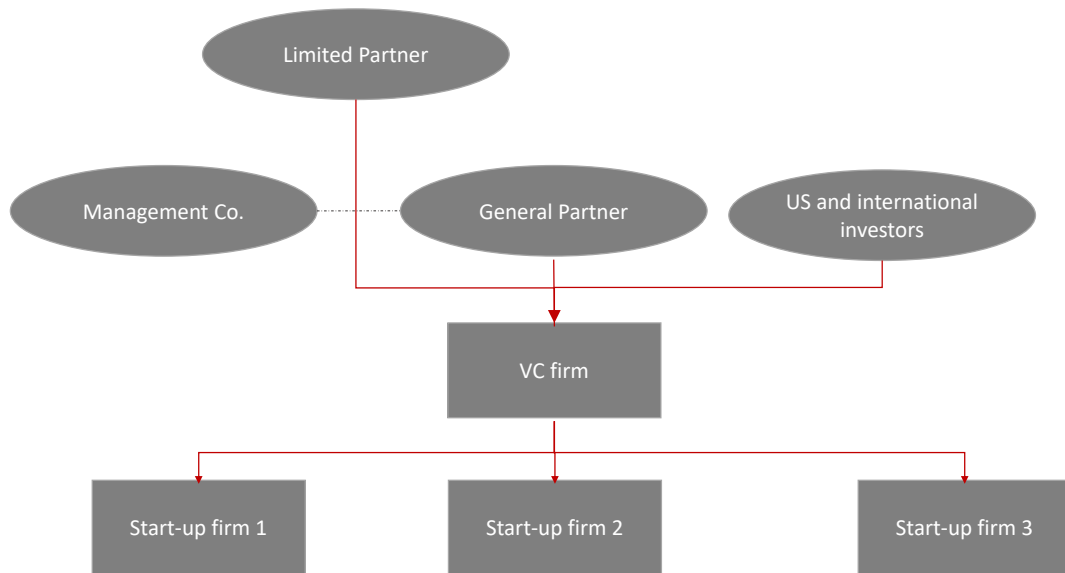 Limited Partner
Management Co.
General Partner
US and international
investors
VC firm
Start-up firm 1
Start-up firm 2
Start-up firm 3